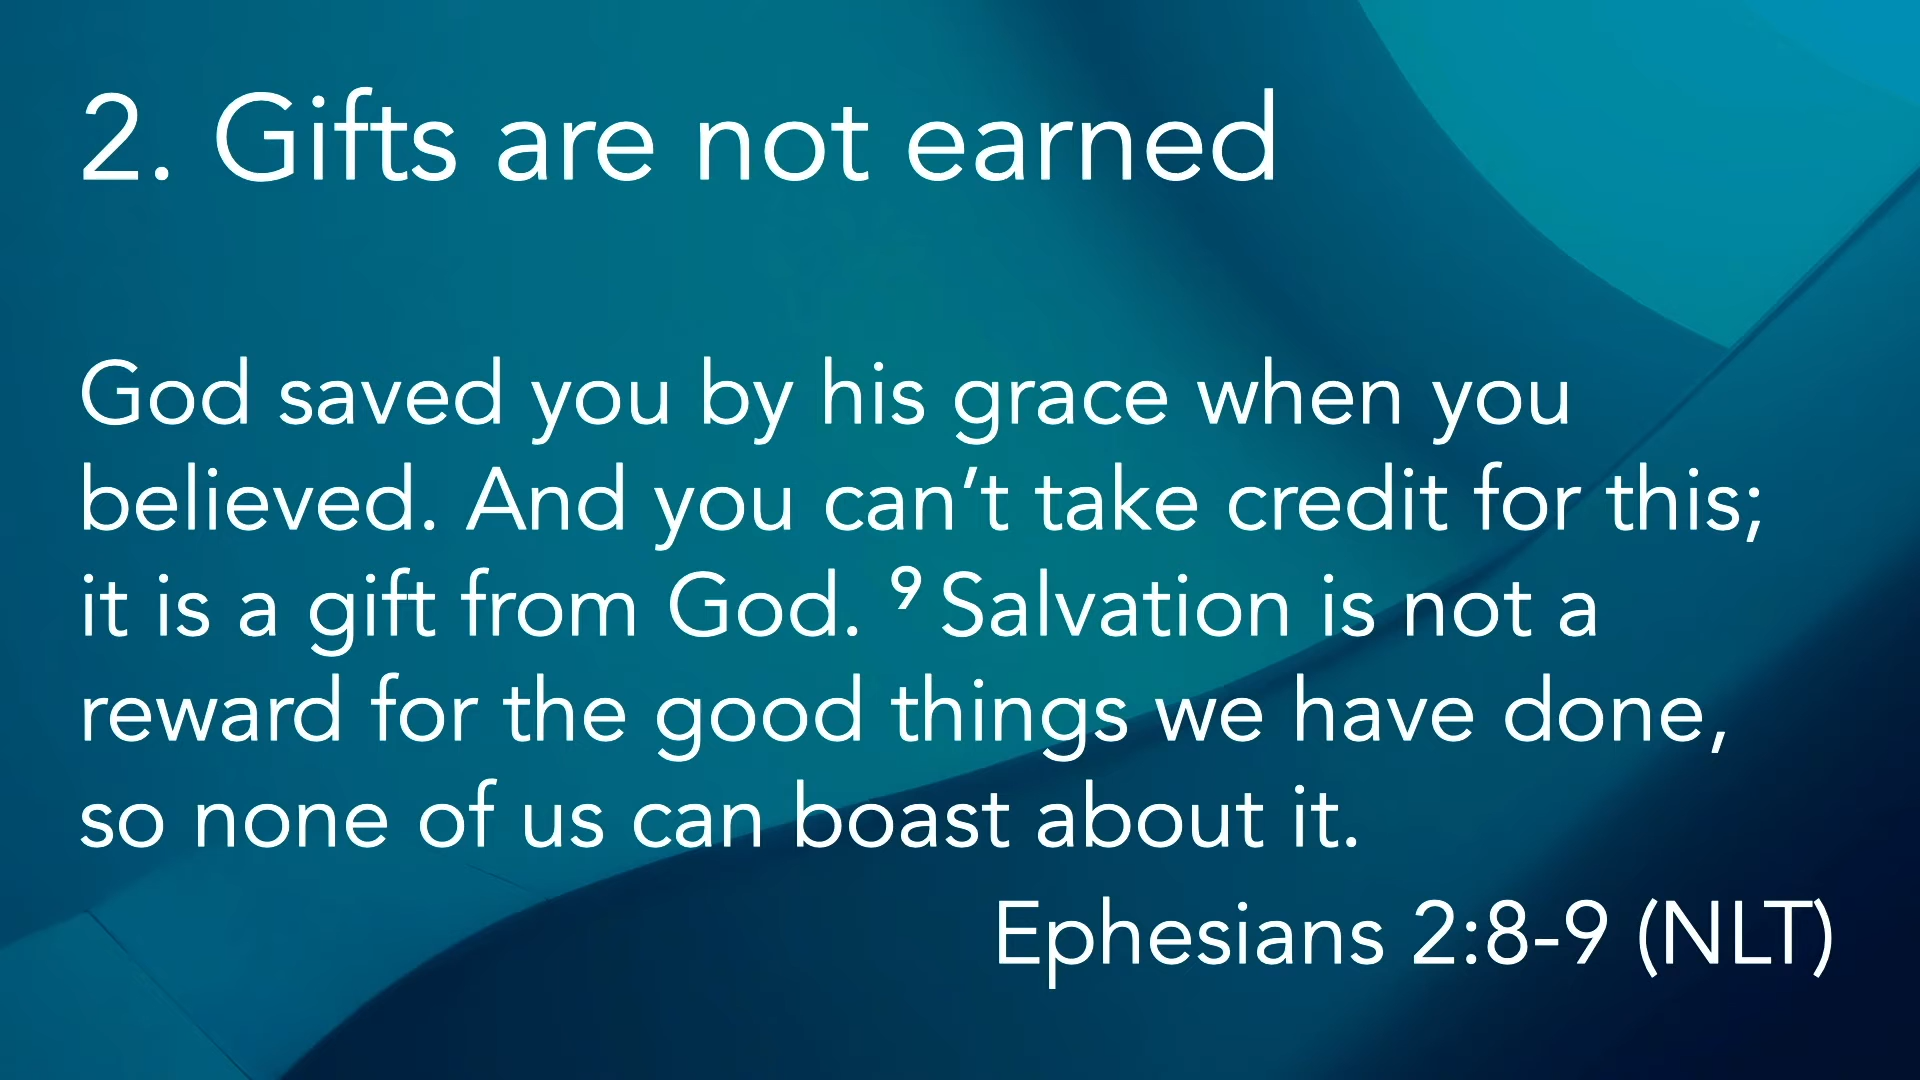 2. Gifts are not earned
God saved you by his grace when you
believed. And you can’t take credit for this;
it is a gift from God. ⁹ Salvation is not a
reward for the good things we have done,
so none of us can boast about it.
Ephesians 2:8-9 (NLT)